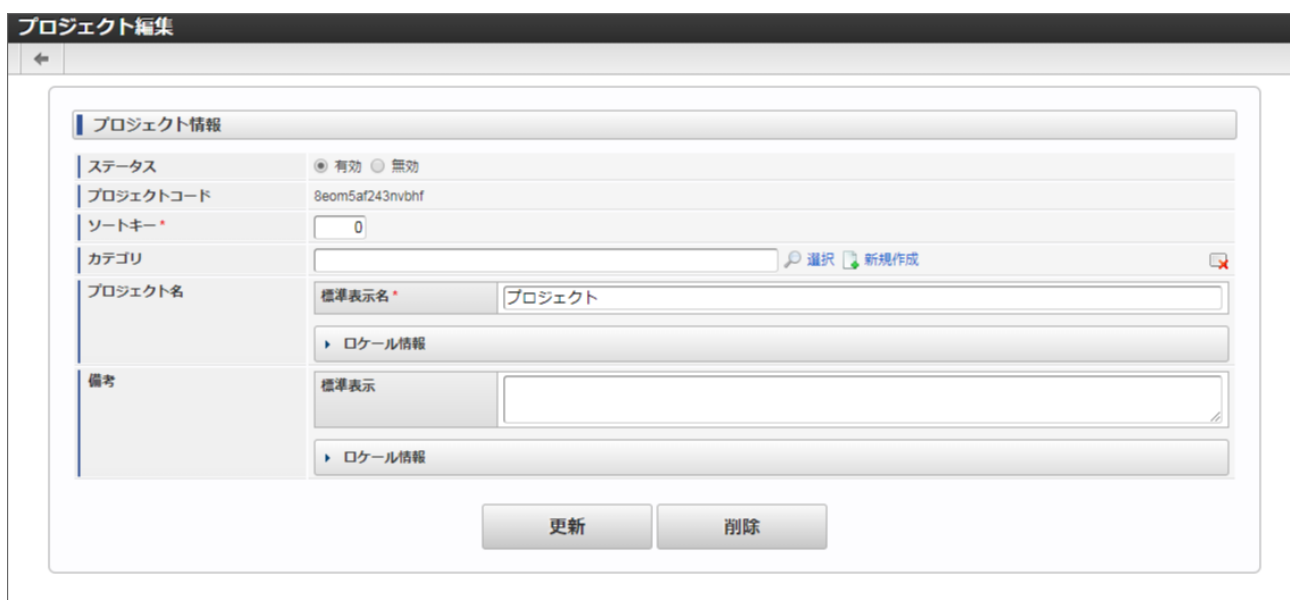 プロジェクト編集
プロジェクト情報
ステータス 有効 無効
プロジェクトコード 8eom5af243nvbhf
ソートキー* 0
カテゴリ 選択 新規作成
プロジェクト名 標準表示名* プロジェクト
ロケール情報
備考 標準表示
ロケール情報
更新 削除